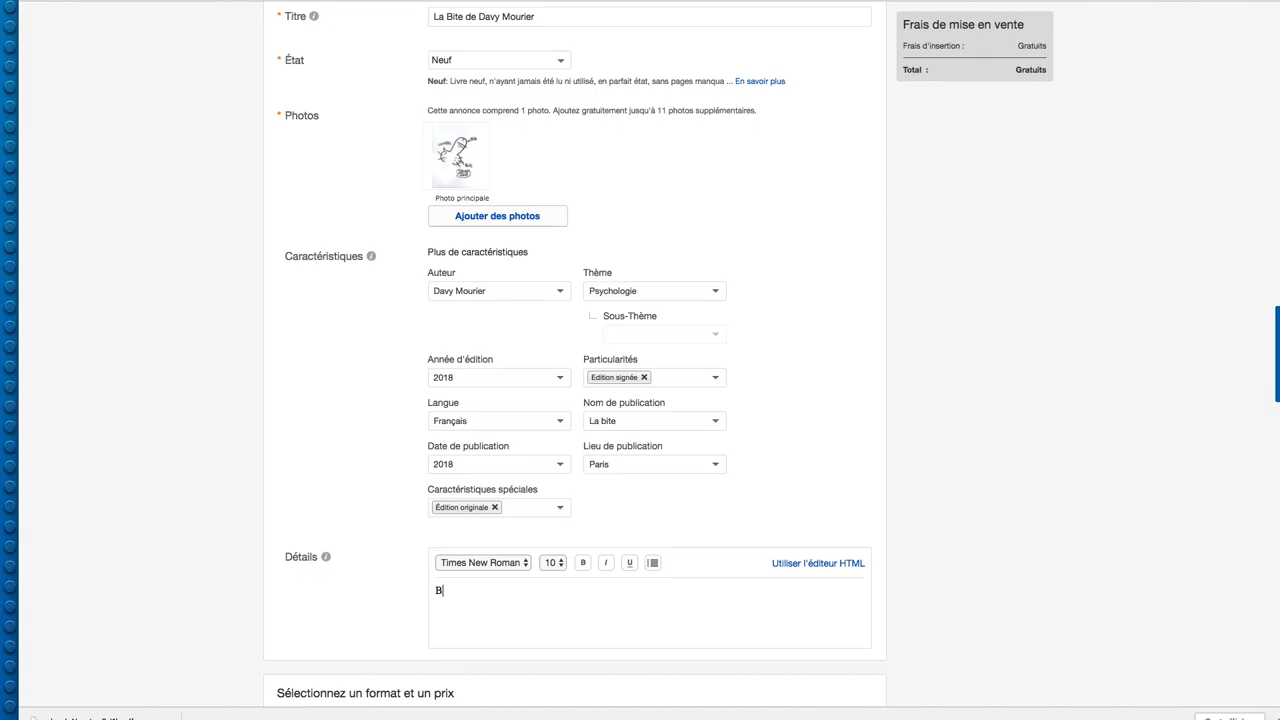 * Titre
La Bite de Davy Mourier
Frais de mise en vente
Frais d'insertion :
Gratuits
Total :
Gratuits
* État
Neuf
Neuf: Livre neuf, n'ayant jamais été lu ni utilisé, en parfait état, sans pages manqua ... En savoir plus
* Photos
Cette annonce comprend 1 photo. Ajoutez gratuitement jusqu'à 11 photos supplémentaires.
Photo principale
Ajouter des photos
Caractéristiques
Plus de caractéristiques
Auteur
Thème
Davy Mourier
Psychologie
Sous-Thème
Année d'édition
Particularités
2018
Edition signée
Langue
Nom de publication
Français
La bite
Date de publication
Lieu de publication
2018
Paris
Caractéristiques spéciales
Édition originale
Détails
Times New Roman
10
B
I
U
Utiliser l'éditeur HTML
B
Sélectionnez un format et un prix